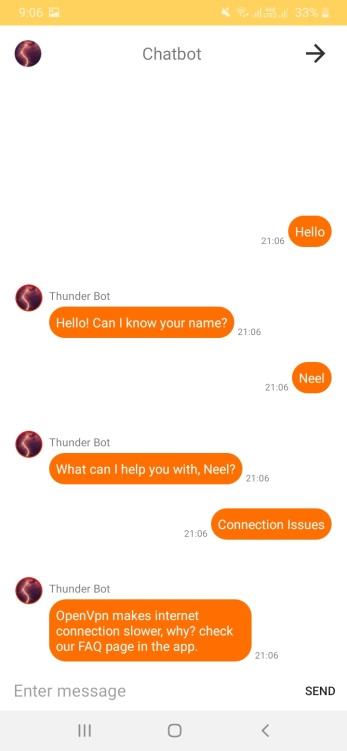 9:06
33%
Chatbot
Hello
21:06
Thunder Bot
Hello! Can I know your name?
21:06
Neel
21:06
Thunder Bot
What can I help you with, Neel?
21:06
Connection Issues
21:06
Thunder Bot
OpenVpn makes internet
connection slower, why? check
our FAQ page in the app.
21:06
Enter message
SEND